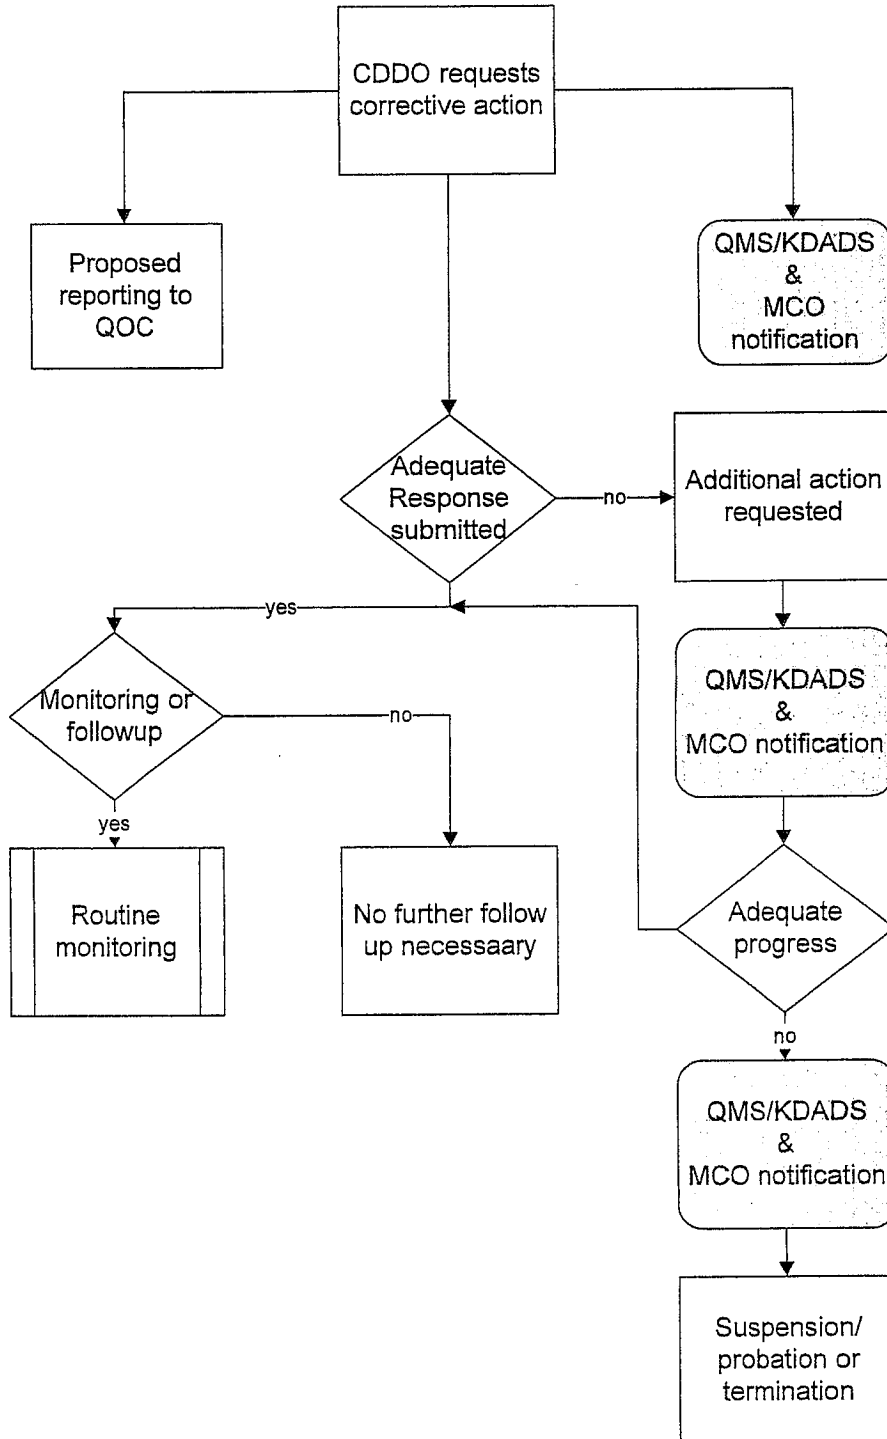 CDDO requests
corrective action
Proposed
reporting to
QOC
QMS/KDADS
&
MCO
notification
Adequate
Response
submitted
no
Additional action
requested
yes
QMS/KDADS
&
MCO notification
Monitoring or
followup
no
yes
Routine
monitoring
No further follow
up necessaary
Adequate
progress
no
QMS/KDADS
&
MCO notification
Suspension/
probation or
termination